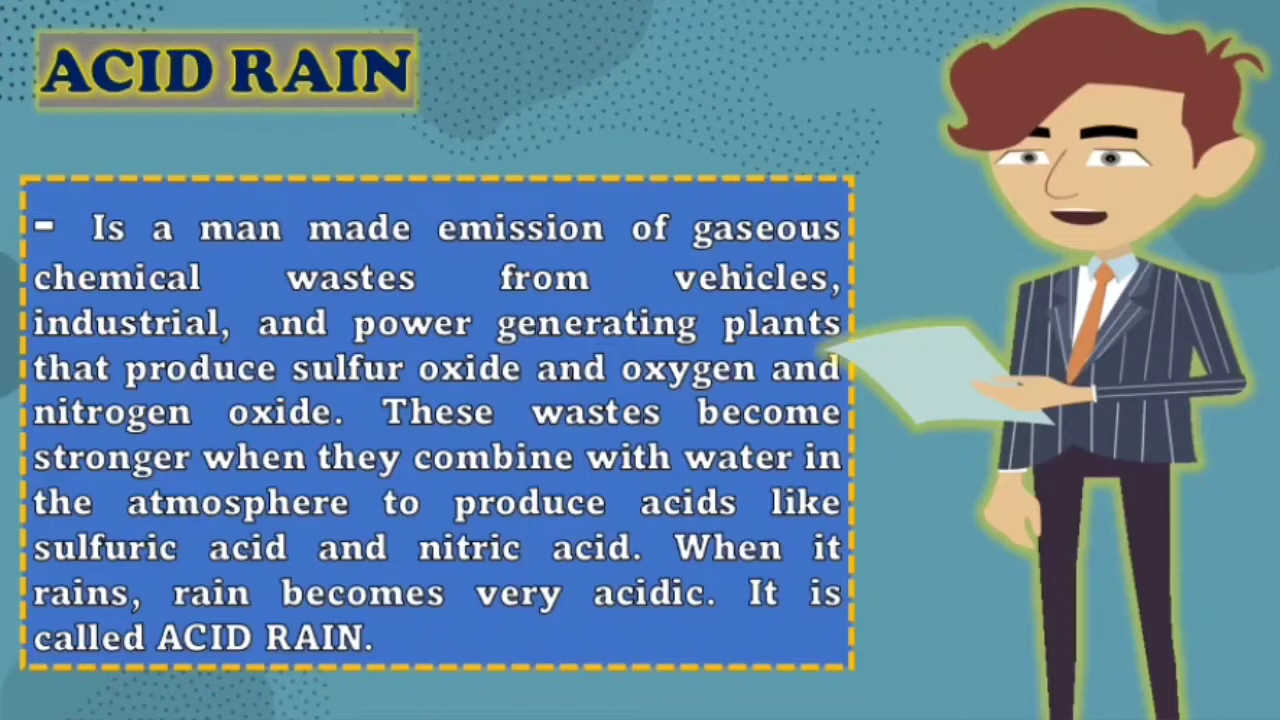 ACID RAIN
- Is a man made emission of gaseous
chemical wastes from vehicles,
industrial, and power generating plants
that produce sulfur oxide and oxygen and
nitrogen oxide. These wastes become
stronger when they combine with water in
the atmosphere to produce acids like
sulfuric acid and nitric acid. When it
rains, rain becomes very acidic. It is
called ACID RAIN.